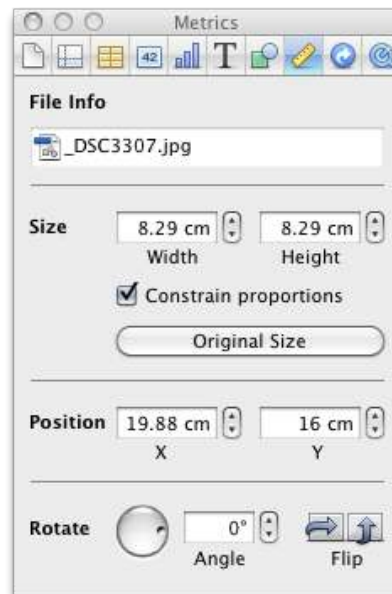 Metrics
42 T
File Info
_DSC3307.jpg
Size 8.29 cm 8.29 cm
Width Height
Constrain proportions
Original Size
Position 19.88 cm 16 cm
X Y
Rotate 0° 
Angle Flip